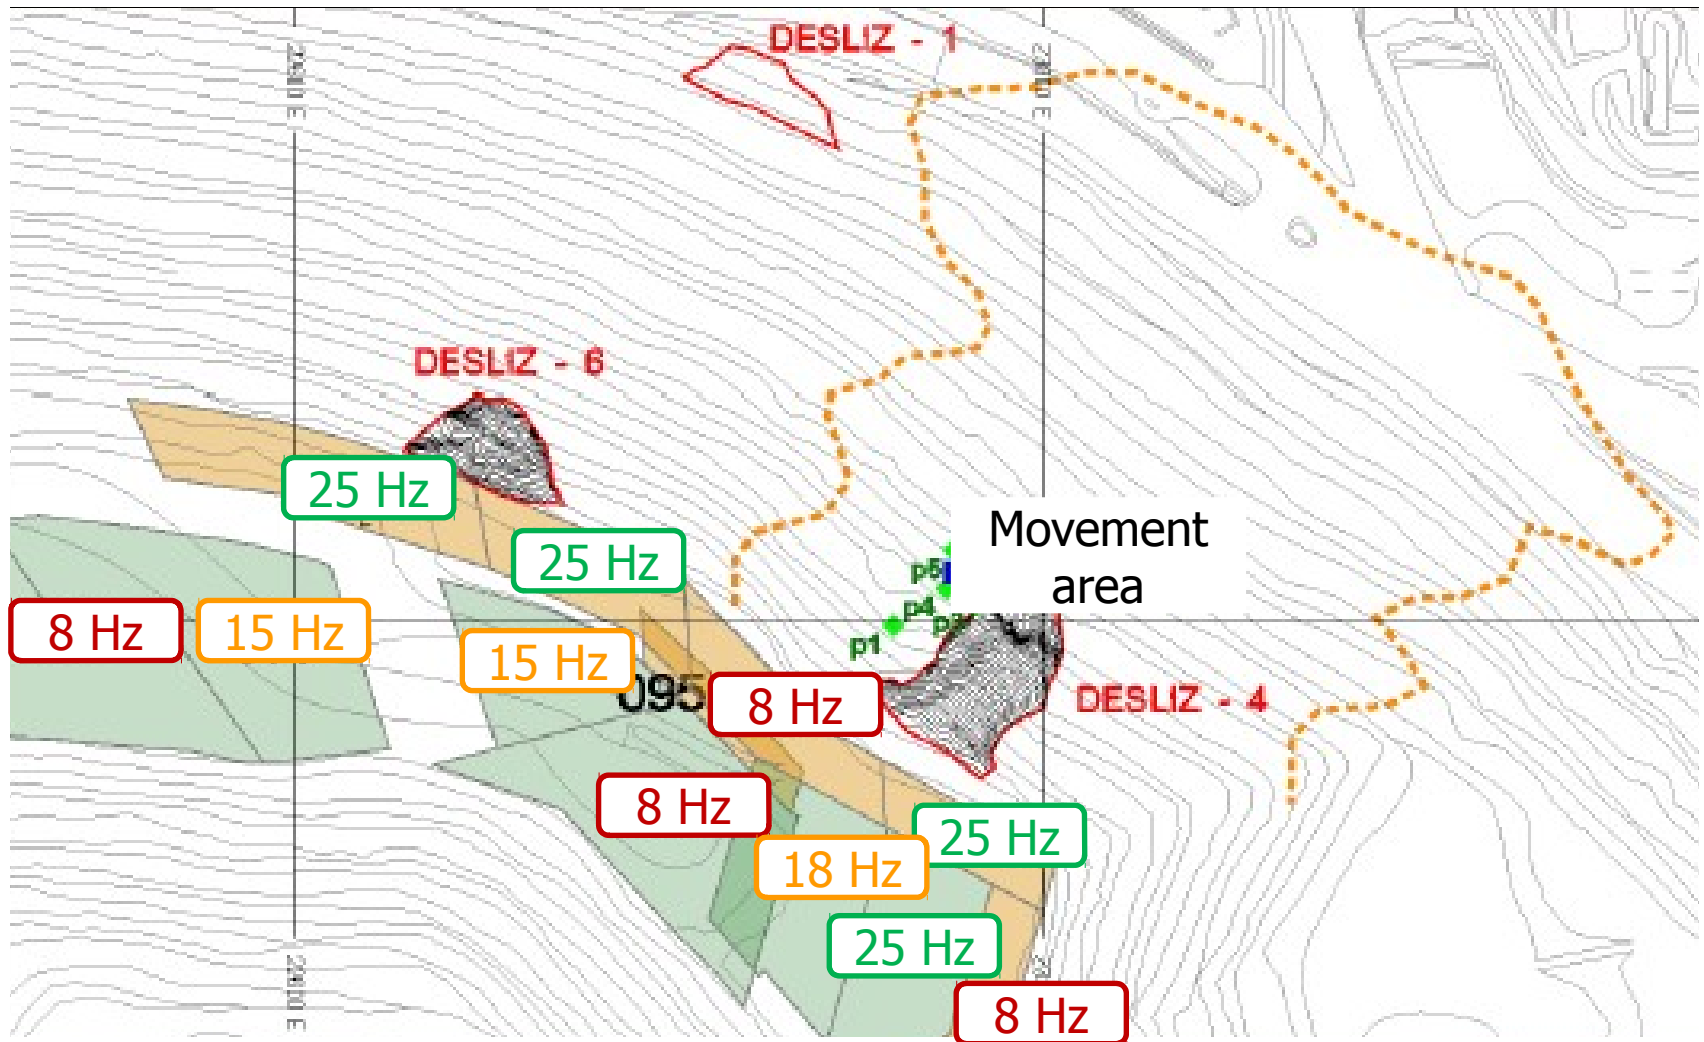 DESLIZ - 1
DESLIZ - 6
25 Hz
Movement
area
25 Hz
p5
p4
p1
8 Hz
15 Hz
15 Hz
095
8 Hz
DESLIZ - 4
8 Hz
25 Hz
18 Hz
25 Hz
8 Hz